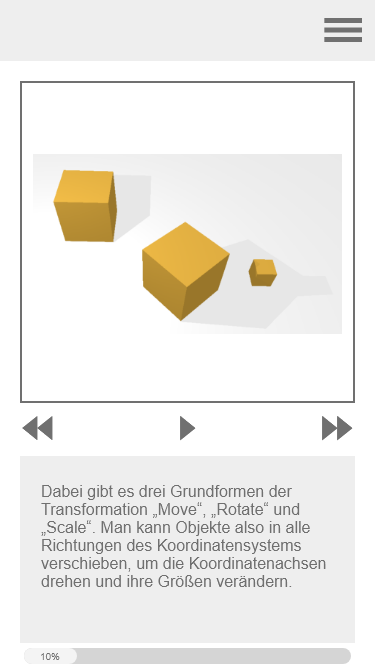 Dabei gibt es drei Grundformen der
Transformation „Move“, „Rotate“ und
„Scale“. Man kann Objekte also in alle
Richtungen des Koordinatensystems
verschieben, um die Koordinatenachsen
drehen und ihre Größen verändern.
10%